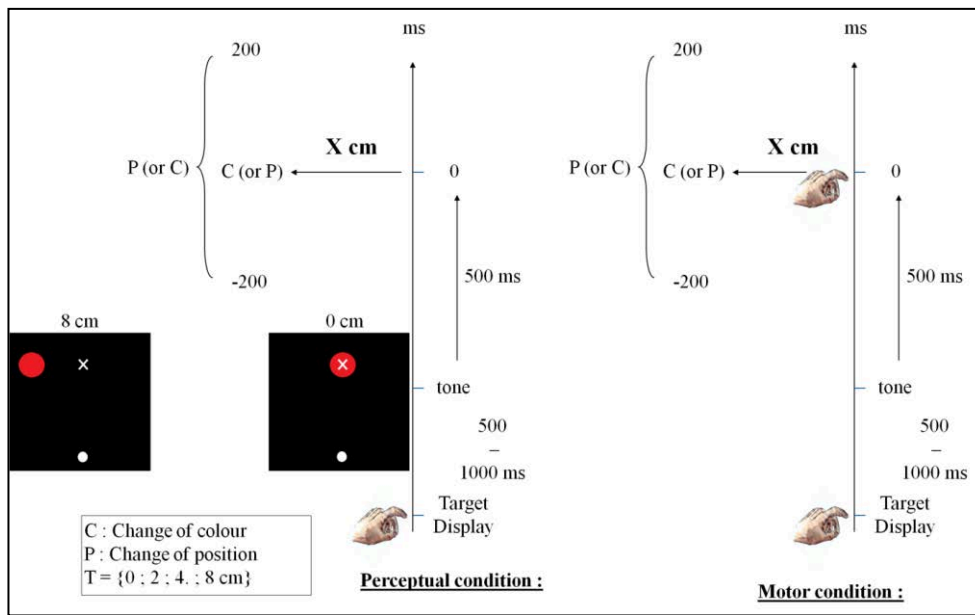 ms
200
P (or C)
C (or P)
X cm
0
-200
500 ms
8 cm
0 cm
tone
500
–
1000 ms
Target
Display
C : Change of colour
P : Change of position
T = {0 ; 2 ; 4. ; 8 cm}
Perceptual condition :
ms
200
P (or C)
C (or P)
X cm
0
-200
500 ms
tone
500
–
1000 ms
Target
Display
Motor condition :